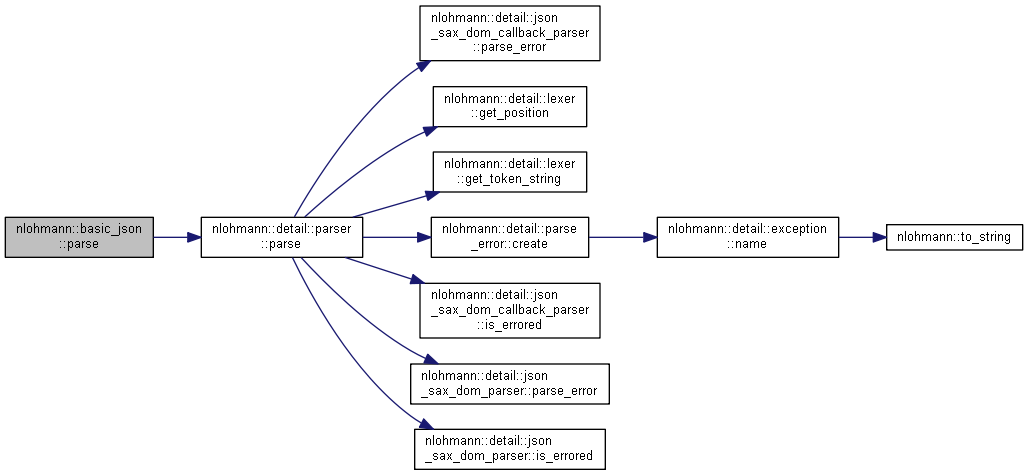 nlohmann::basic_json
::parse
nlohmann::detail::parser
::parse
nlohmann::detail::json
_sax_dom_callback_parser
::parse_error
nlohmann::detail::lexer
::get_position
nlohmann::detail::lexer
::get_token_string
nlohmann::detail::parse
_error::create
nlohmann::detail::exception
::name
nlohmann::to_string
nlohmann::detail::json
_sax_dom_callback_parser
::is_errored
nlohmann::detail::json
_sax_dom_parser::parse_error
nlohmann::detail::json
_sax_dom_parser::is_errored